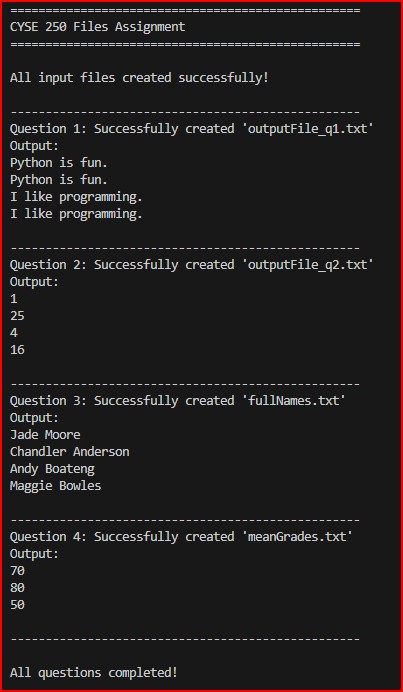 ==================================================
CYSE 250 Files Assignment
==================================================
All input files created successfully!
--------------------------------------------------
Question 1: Successfully created 'outputFile_q1.txt'
Output:
Python is fun.
Python is fun.
I like programming.
I like programming.
--------------------------------------------------
Question 2: Successfully created 'outputFile_q2.txt'
Output:
1
25
4
16
--------------------------------------------------
Question 3: Successfully created 'fullNames.txt'
Output:
Jade Moore
Chandler Anderson
Andy Boateng
Maggie Bowles
--------------------------------------------------
Question 4: Successfully created 'meanGrades.txt'
Output:
70
80
50
--------------------------------------------------
All questions completed!